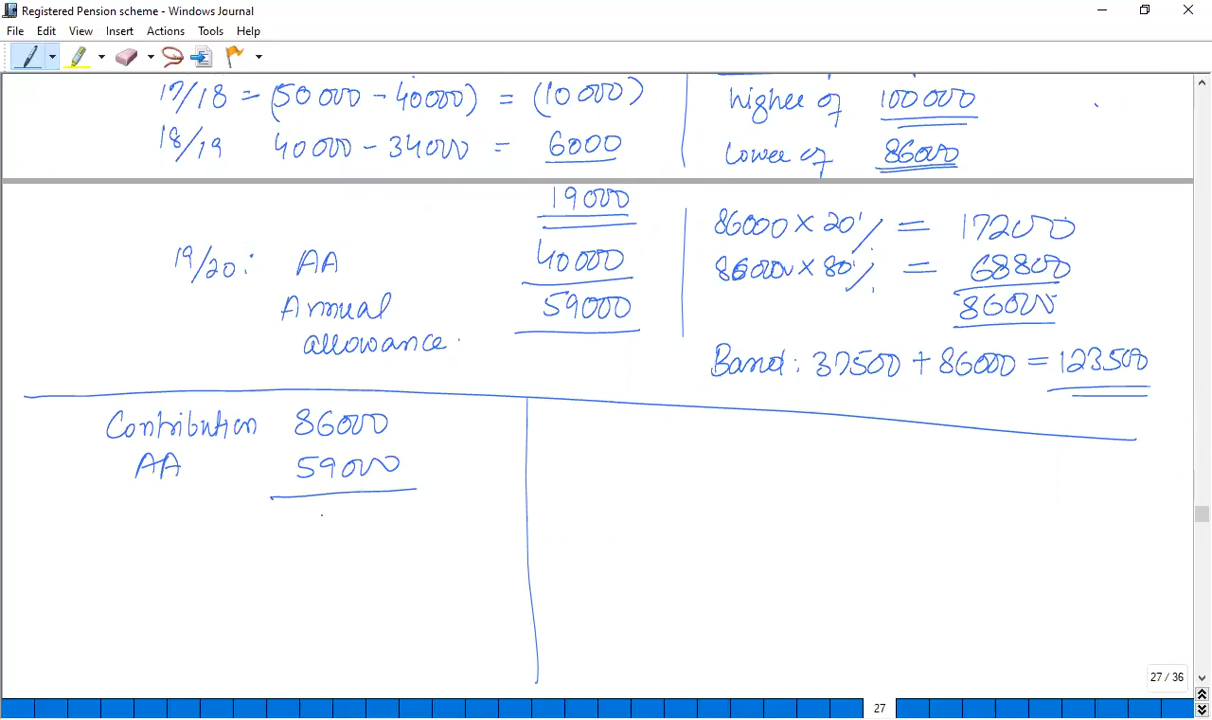 Registered Pension scheme - Windows Journal
File Edit View Insert Actions Tools Help
17/18 = (50000 - 40000) = (10000)
18/19 40000 - 34000 = 6000
19000
19/20: AA 40000
Annual 59000
allowance.
higher of 100000
lower of 86000
86000 X 20% = 17200
86000 X 80% = 68800
86000
Band: 37500 + 86000 = 123500
Contribution 86000
AA 59000
27 / 36
27